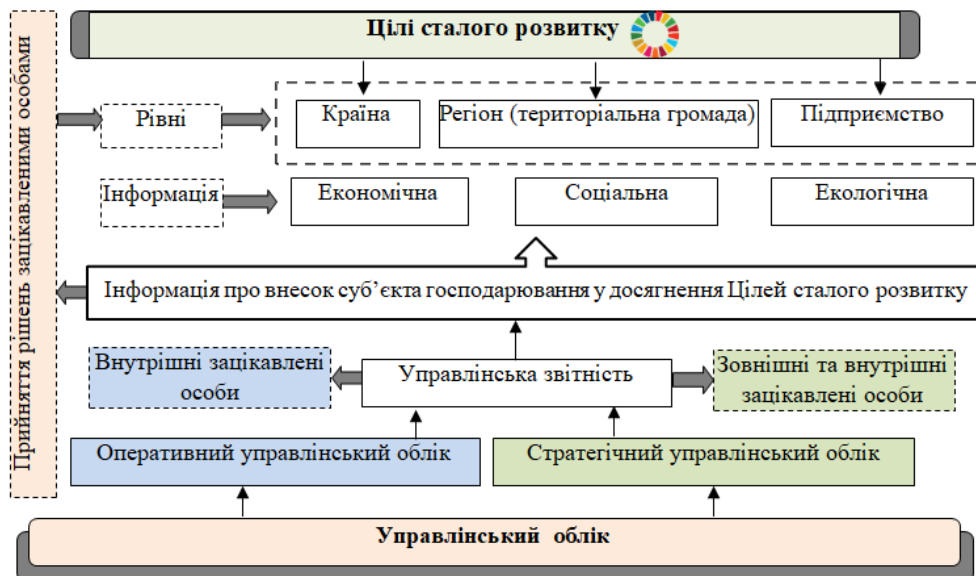 Цілі сталого розвитку
Прийняття рішень зацікавленими особами
Рівні
Країна
Регіон (територіальна громада)
Підприємство
Інформація
Економічна
Соціальна
Екологічна
Інформація про внесок суб’єкта господарювання у досягнення Цілей сталого розвитку
Внутрішні зацікавлені
особи
Управлінська звітність
Зовнішні та внутрішні
зацікавлені особи
Оперативний управлінський облік
Стратегічний управлінський облік
Управлінський облік